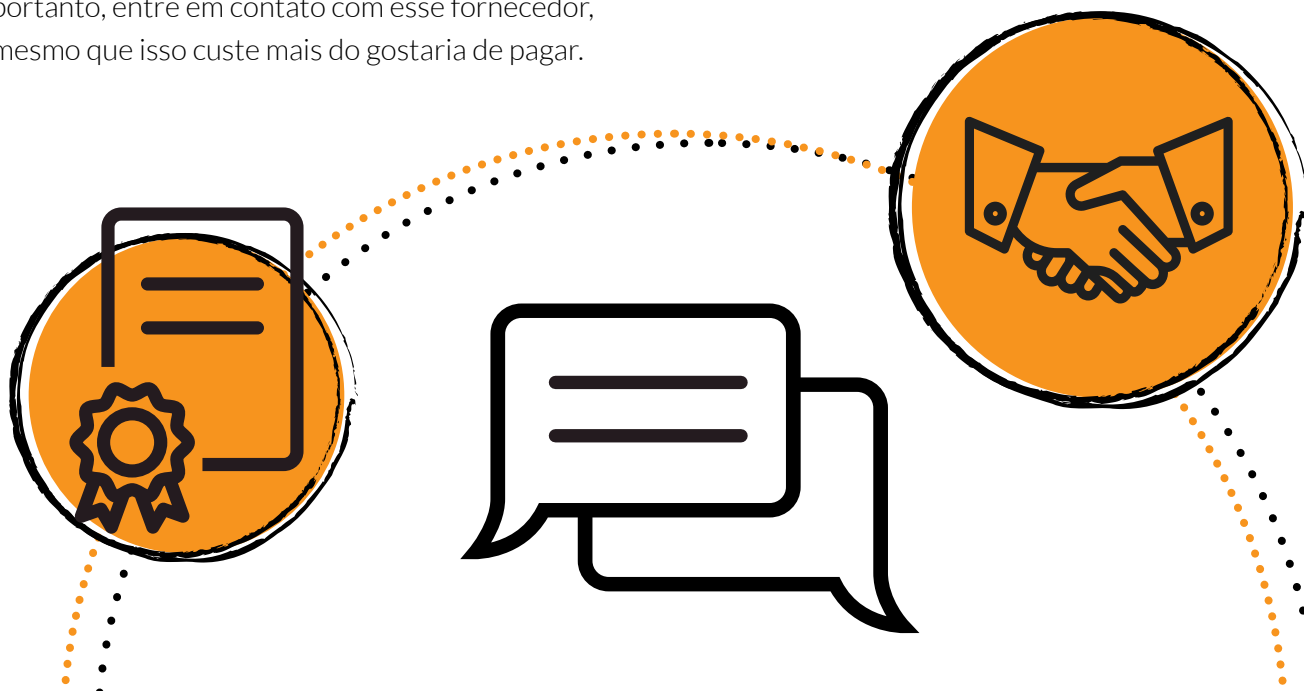 portanto, entre em contato com esse fornecedor,
mesmo que isso custe mais do gostaria de pagar.